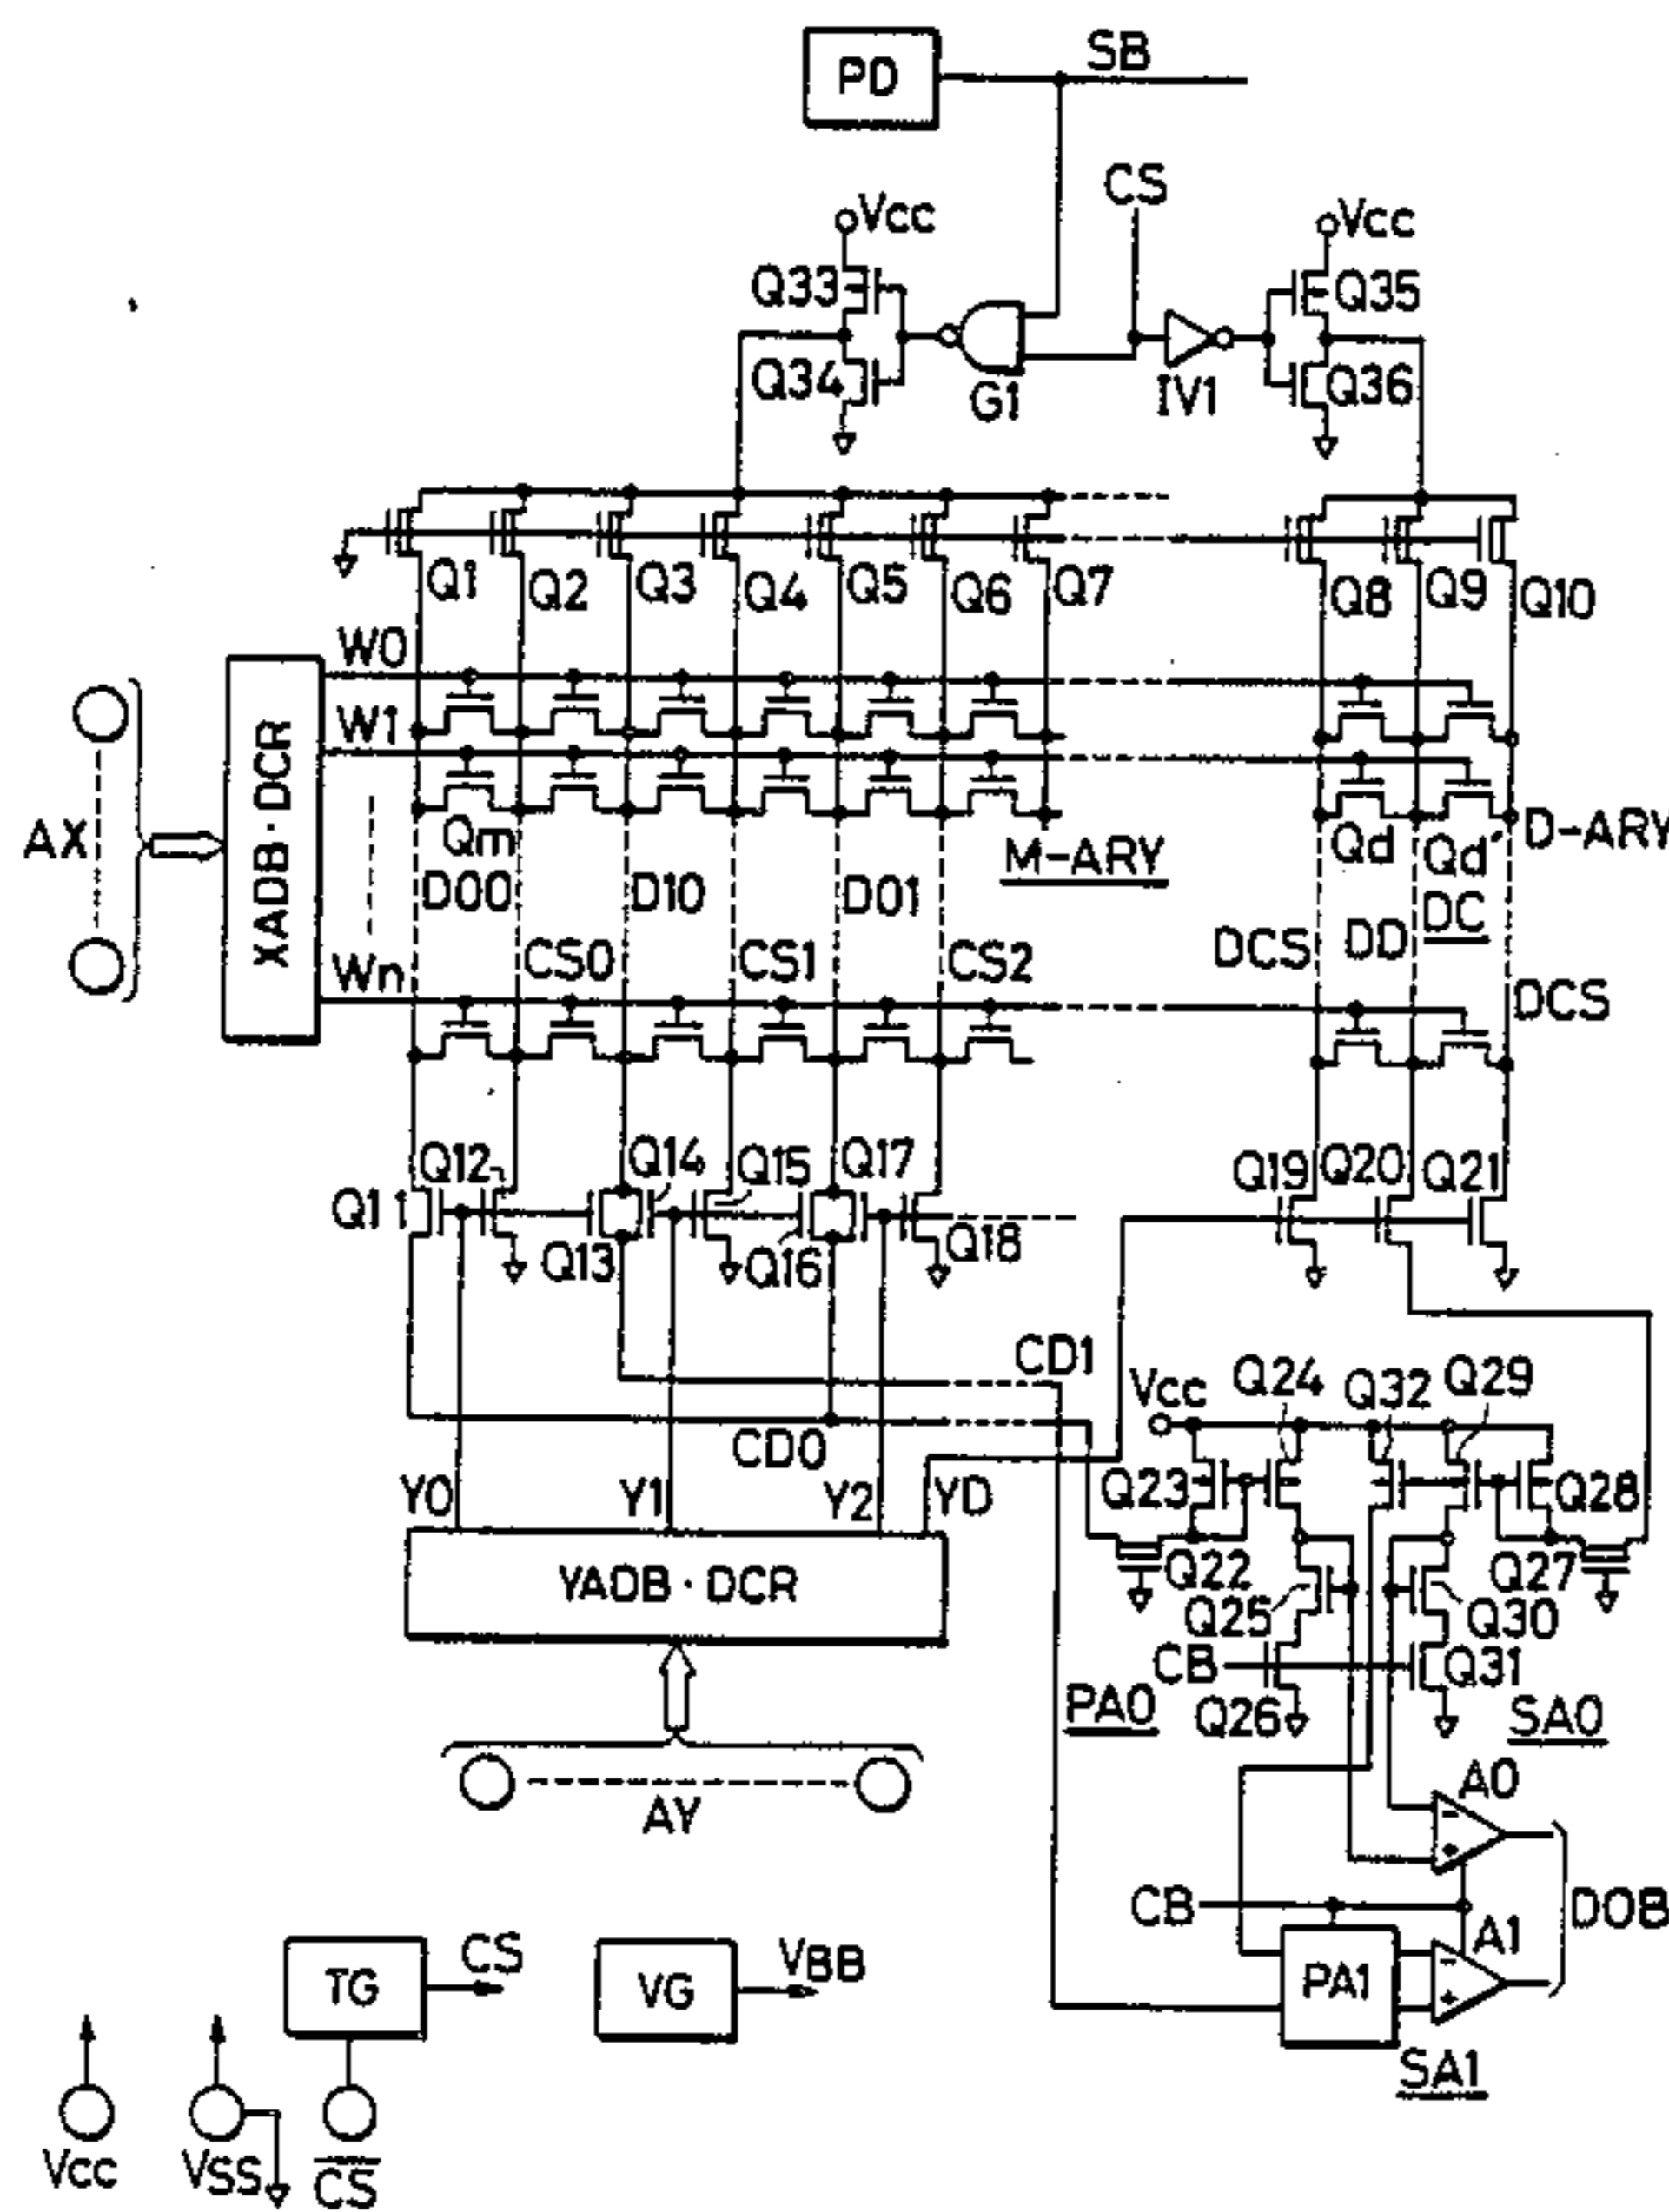 PD
SB
CS
Vcc
Vcc
Q33
Q35
Q34
G1
IV1
Q36
Q1
Q2
Q3
Q4
Q5
Q6
Q7
Q8
Q9
Q10
W0
W1
AX
XADB·DCR
Qm
M-ARY
Qd
Qd'
D-ARY
D00
D10
D01
DCS
DD
DC
Wn
CS0
CS1
CS2
DCS
Q11
Q12
Q13
Q14
Q15
Q16
Q17
Q18
Q19
Q20
Q21
CD1
CD0
Vcc
Q24
Q32
Q29
Q23
Q28
Y0
Y1
Y2
YD
Q22
Q27
YADB·DCR
Q25
Q30
CB
Q31
PA0
Q26
SA0
AY
A0
CB
DOB
A1
PA1
SA1
TG
CS
VG
VBB
Vcc
VSS
CS